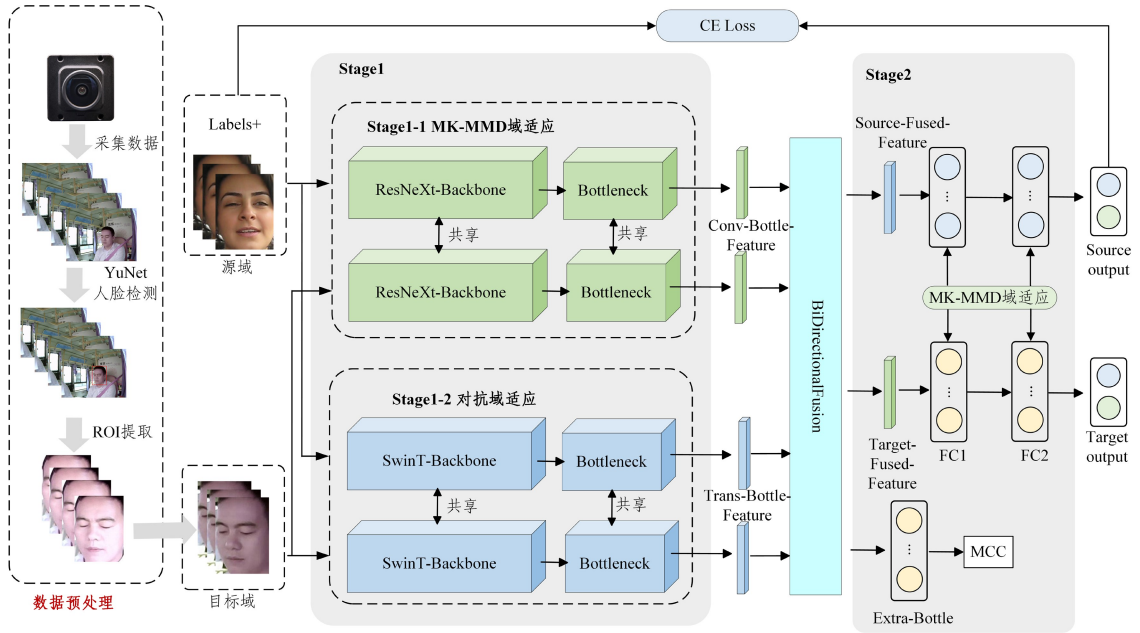 CE Loss
Stage1
Stage2
Labels+
源域
采集数据
YuNet
人脸检测
ROI提取
数据预处理
目标域
Stage1-1 MK-MMD域适应
ResNeXt-Backbone
Bottleneck
共享
共享
ResNeXt-Backbone
Bottleneck
Conv-Bottle-
Feature
Stage1-2 对抗域适应
SwinT-Backbone
Bottleneck
共享
共享
SwinT-Backbone
Bottleneck
Trans-Bottle-
Feature
BiDirectionalFusion
Source-Fused-
Feature
...
...
Source
output
MK-MMD域适应
...
...
Target-
Fused-
Feature
FC1
FC2
Target
output
...
MCC
Extra-Bottle